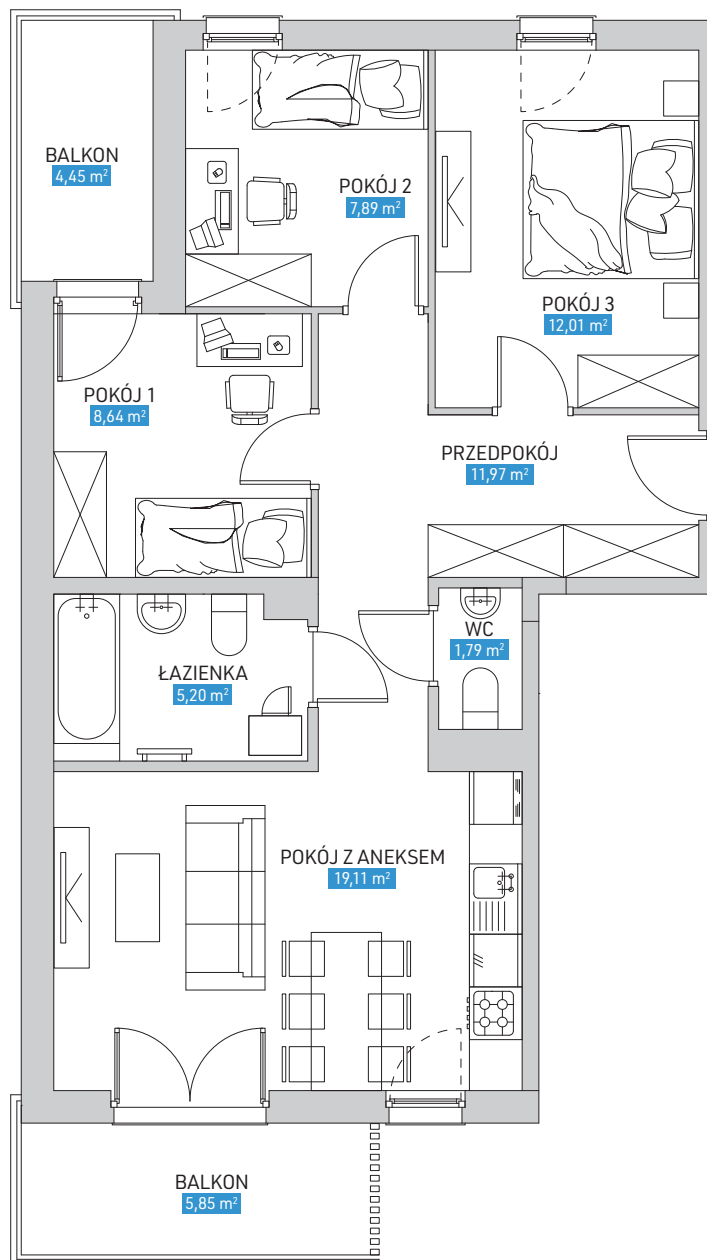 BALKON
4,45 m²
POKÓJ 2
7,89 m²
POKÓJ 3
12,01 m²
POKÓJ 1
8,64 m²
PRZEDPOKÓJ
11,97 m²
WC
1,79 m²
ŁAZIENKA
5,20 m²
POKÓJ Z ANEKSEM
19,11 m²
BALKON
5,85 m²